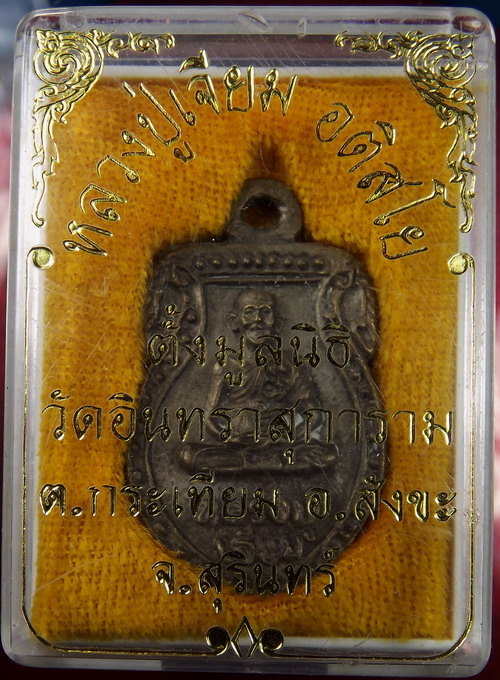 หลวงปู่เจียม อติสโย
ตั้งมูลนิธิ
วัดอินทราสุการาม
ต.กระเทียม อ.สังขะ
จ.สุรินทร์